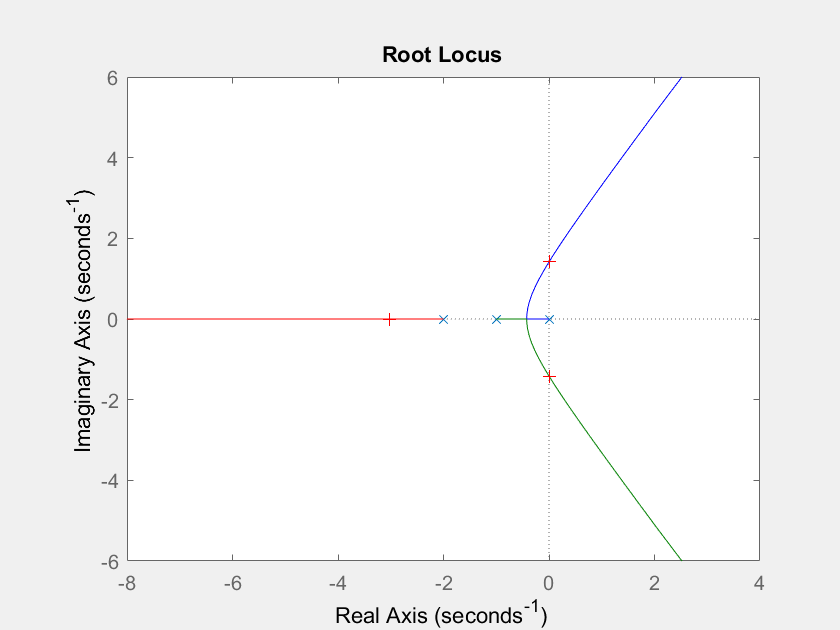 Root Locus
6
4
2
0
-2
-4
-6
Imaginary Axis (seconds⁻¹)
-8 -6 -4 -2 0 2 4
Real Axis (seconds⁻¹)